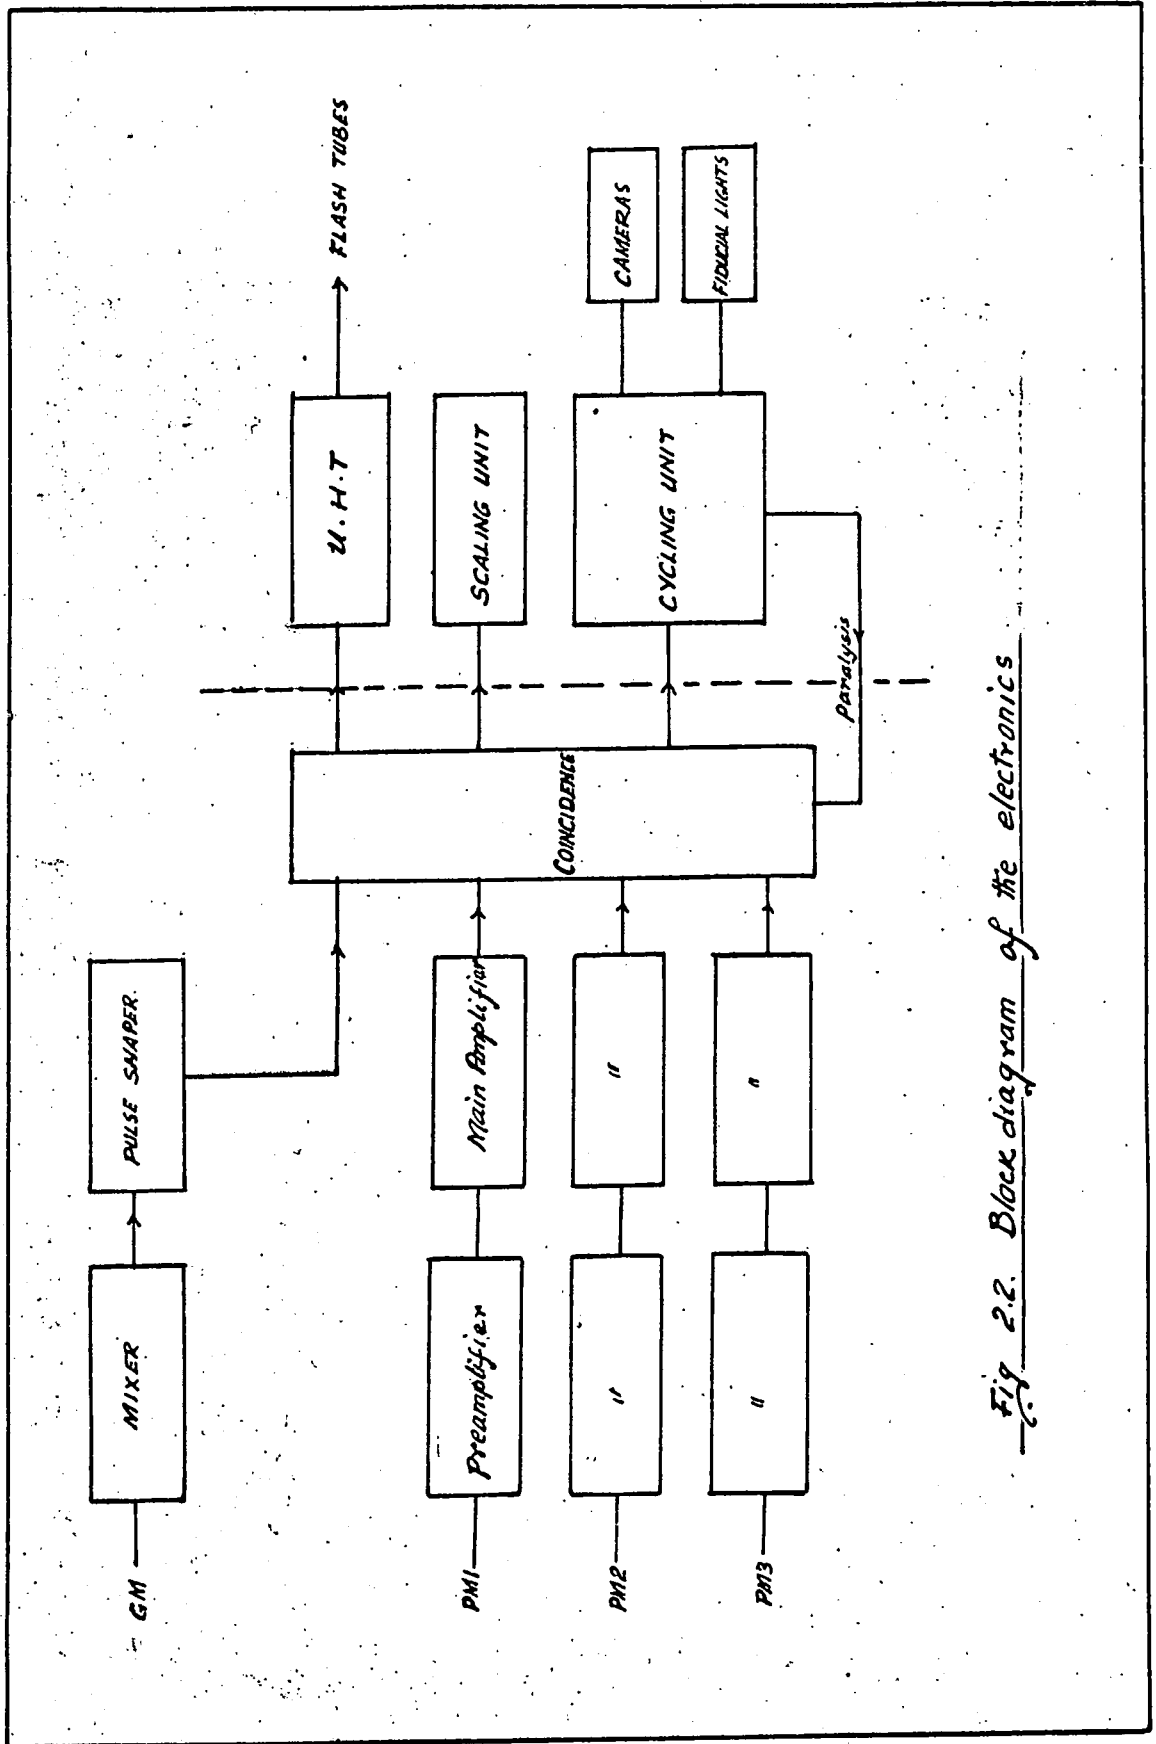 GM
MIXER
PULSE SHAPER.
U.H.T
FLASH TUBES
PM1
Preamplifier
Main Amplifier
COINCIDENCE
SCALING UNIT
PM2
"
"
CYCLING UNIT
CAMERAS
FIDUCIAL LIGHTS
PM3
"
"
Paralysis
Fig 2.2. Block diagram of the electronics